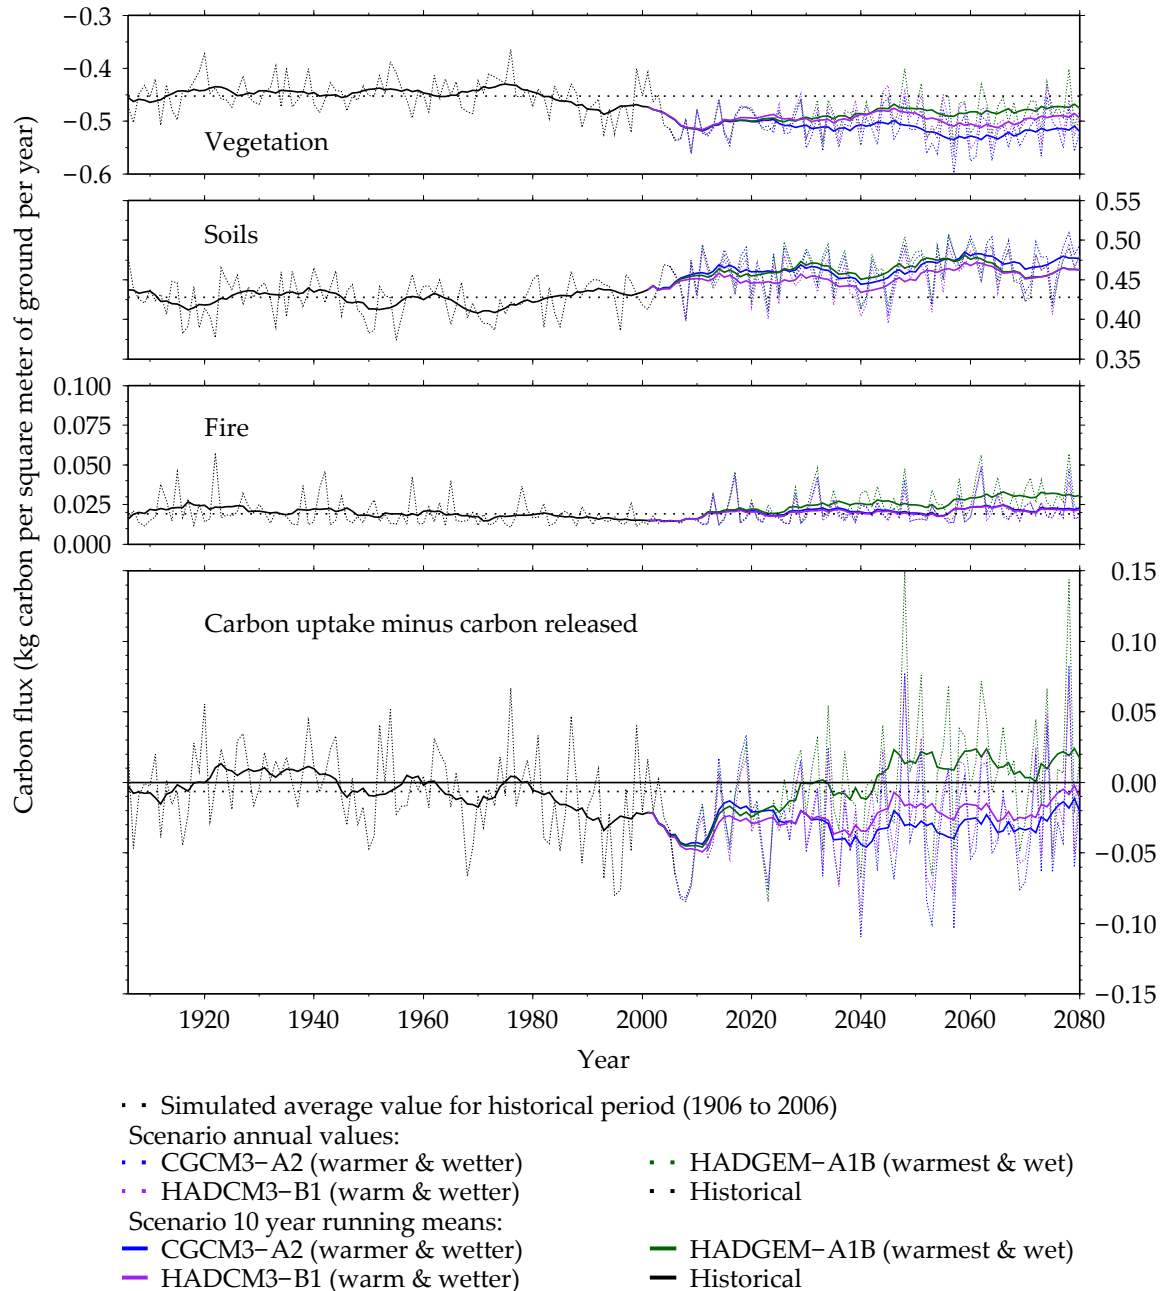 Carbon flux (kg carbon per square meter of ground per year)
−0.3
−0.4
−0.5
−0.6
Vegetation
0.55
0.50
0.45
0.40
0.35
Soils
0.100
0.075
0.050
0.025
0.000
Fire
0.15
0.10
0.05
0.00
−0.05
−0.10
−0.15
Carbon uptake minus carbon released
1920 1940 1960 1980 2000 2020 2040 2060 2080
Year
Simulated average value for historical period (1906 to 2006)
Scenario annual values:
CGCM3−A2 (warmer & wetter) HADGEM−A1B (warmest & wet)
HADCM3−B1 (warm & wetter) Historical
Scenario 10 year running means:
CGCM3−A2 (warmer & wetter) HADGEM−A1B (warmest & wet)
HADCM3−B1 (warm & wetter) Historical